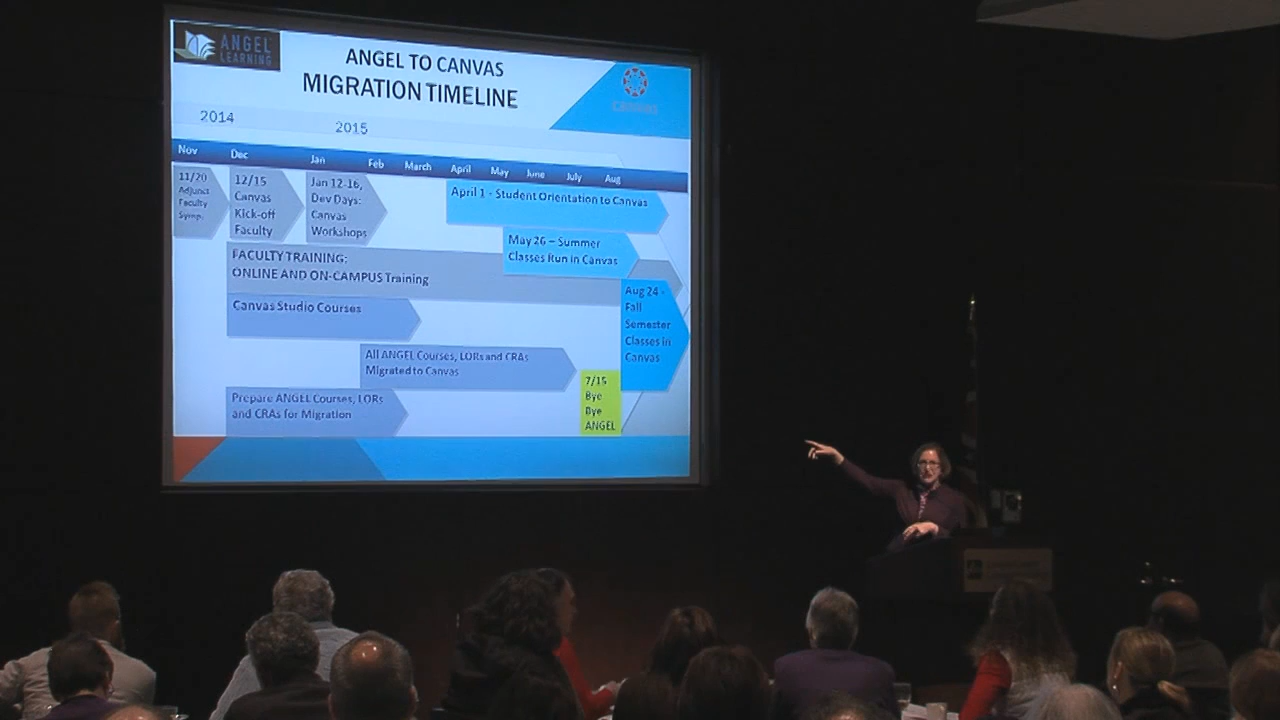 ANGEL
LEARNING
ANGEL TO CANVAS
MIGRATION TIMELINE
canvas
2014
2015
Nov Dec Jan Feb March April May June July Aug
11/20
Adjunct
Faculty
Symp.
12/15
Canvas
Kick-off
Faculty
Jan 12-16,
Dev Days:
Canvas
Workshops
April 1 - Student Orientation to Canvas
May 26 – Summer
Classes Run in Canvas
FACULTY TRAINING:
ONLINE AND ON-CAMPUS Training
Aug 24 -
Fall
Semester
Classes in
Canvas
Canvas Studio Courses
All ANGEL Courses, LORs and CRAs
Migrated to Canvas
7/15
Bye
Bye
ANGEL
Prepare ANGEL Courses, LORs
and CRAs for Migration